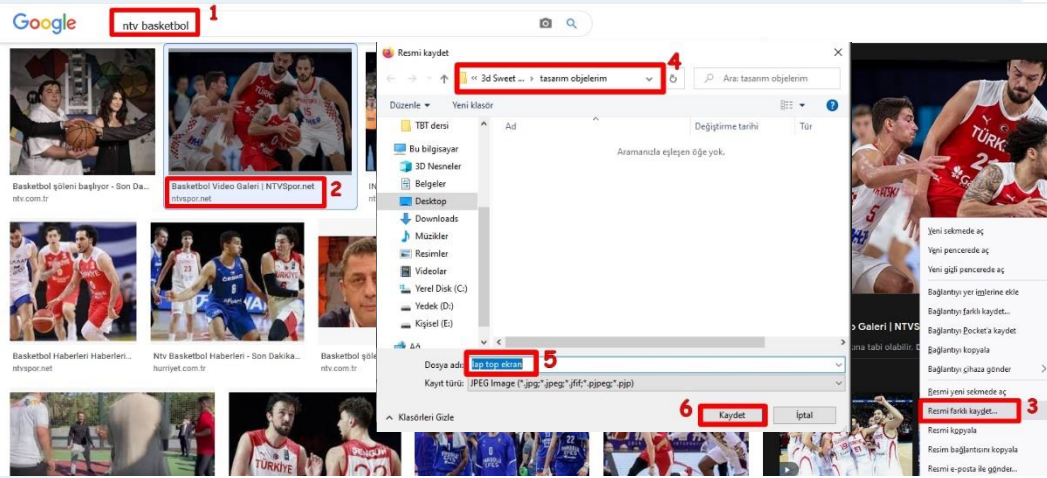 Google
ntv basketbol
1
Basketbol şöleni başlıyor - Son Da...
ntv.com.tr
Basketbol Video Galeri | NTVSpor.net
ntvspor.net
2
Basketbol Haberleri Haberleri...
ntvspor.net
Ntv Basketbol Haberleri - Son Dakika...
hurriyet.com.tr
Basketbol şöle
ntv.com.tr
TÜRKİYE
Resmi kaydet
« 3d Sweet ... › tasarım objelerim
4
Ara: tasarım objelerim
Düzenle
Yeni klasör
TBT dersi
Bu bilgisayar
3D Nesneler
Belgeler
Desktop
Downloads
Müzikler
Resimler
Videolar
Yerel Disk (C:)
Yedek (D:)
Kişisel (E:)
Ağ
Ad
Değiştirme tarihi
Tür
Aramanızla eşleşen öğe yok.
Dosya adı:
lap top ekran
5
Kayıt türü:
JPEG Image (*.jpg;*.jpeg;*.jfif;*.pjpeg;*.pjp)
Klasörleri Gizle
6
Kaydet
İptal
Galeri | NTVS
Yeni sekmede aç
Yeni pencerede aç
Yeni gizli pencerede aç
Bağlantıyı yer imlerine ekle
Bağlantıyı farklı kaydet...
Bağlantıyı Pocket'a kaydet
Bağlantıyı kopyala
Bağlantıyı cihaza gönder
Resmi yeni sekmede aç
Resmi farklı kaydet...
3
Resmi kopyala
Resim bağlantısını kopyala
Resmi e-posta ile gönder...